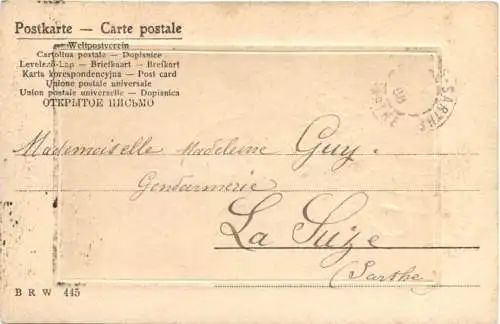 Postkarte — Carte postale
Weltpostverein
Cartolina postale — Dopisnice
Levelező-Lap — Briefkaart — Brefkort
Karta korespondencyjna — Post card
Unione postale universale
Union postale universelle — Dopisnica
ОТКРЫТОЕ ПИСЬМО
SARTHE
Mademoiselle Madeleine Guy.
Gendarmerie
La Suze
(Sarthe)
B R W 445